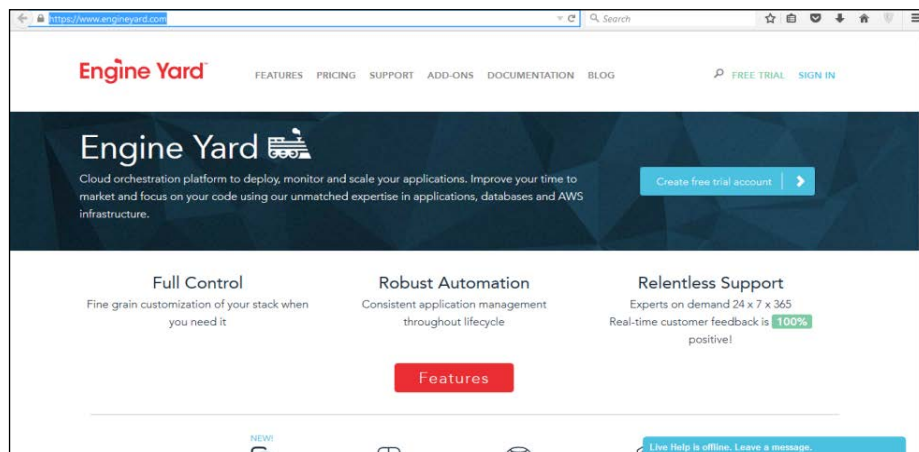 https://www.engineyard.com
Search
Engine Yard
FEATURES PRICING SUPPORT ADD-ONS DOCUMENTATION BLOG
FREE TRIAL SIGN IN
Engine Yard
Cloud orchestration platform to deploy, monitor and scale your applications. Improve your time to
market and focus on your code using our unmatched expertise in applications, databases and AWS
infrastructure.
Create free trial account
Full Control
Fine grain customization of your stack when
you need it
Robust Automation
Consistent application management
throughout lifecycle
Relentless Support
Experts on demand 24 x 7 x 365
Real-time customer feedback is 100%
positive!
Features
NEW!
Live Help is offline. Leave a message.